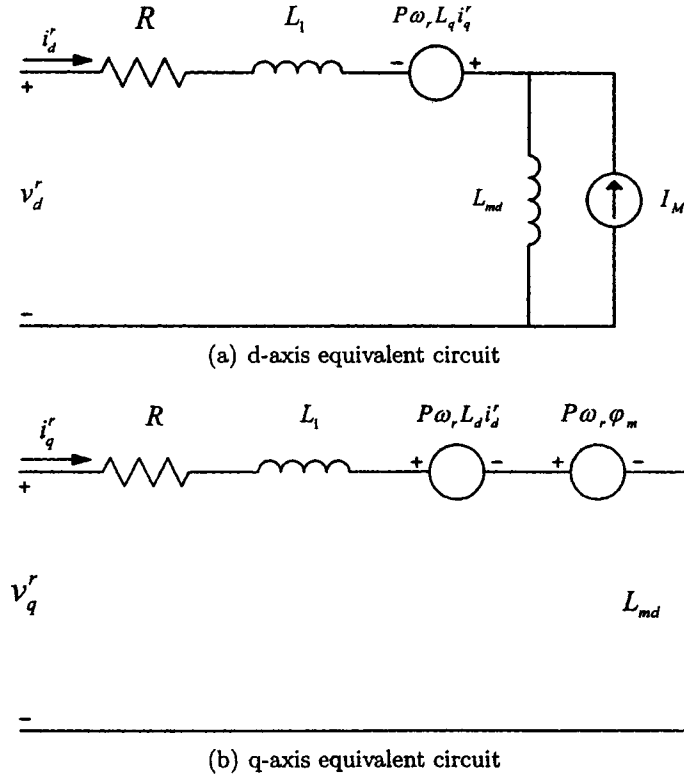 R L₁ Pω_r L_q i_q^r
i_d^r
- +
+
v_d^r L_md I_M
-
(a) d-axis equivalent circuit
R L₁ Pω_r L_d i_d^r Pω_r φ_m
i_q^r
+ - + -
+
v_q^r L_md
-
(b) q-axis equivalent circuit